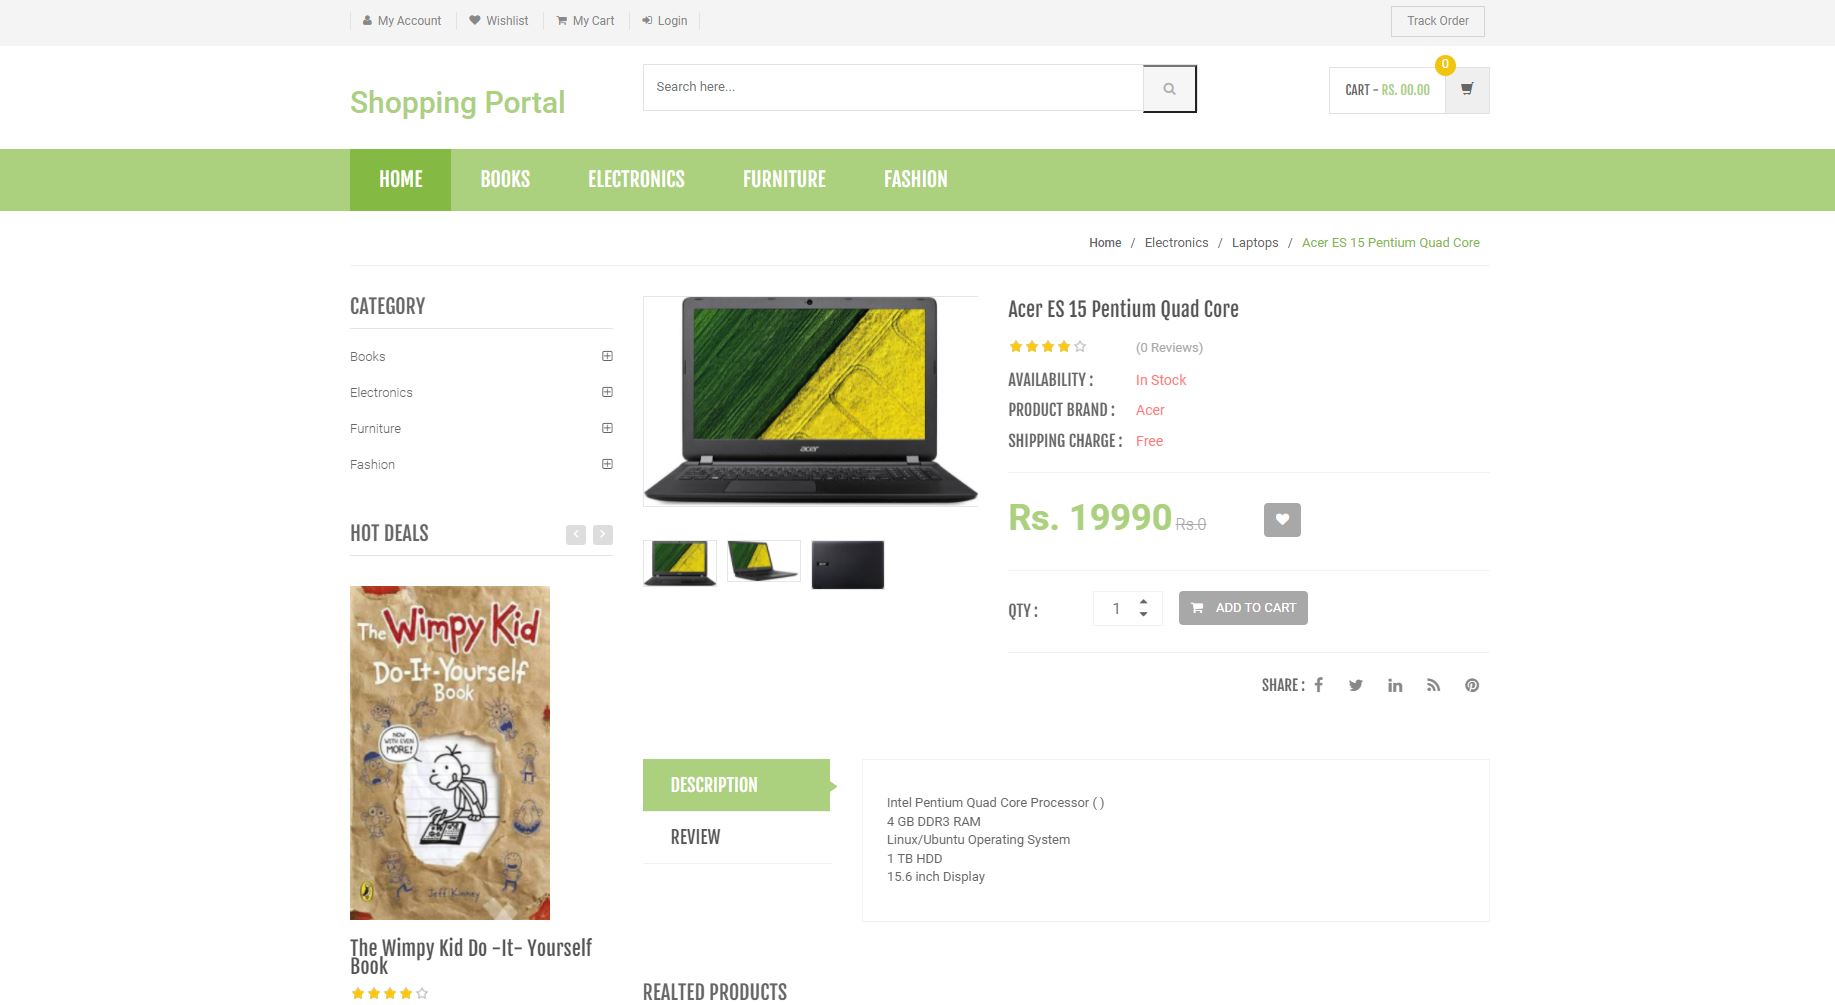 My Account
Wishlist
My Cart
Login
Track Order
Shopping Portal
Search here...
0
CART - RS. 00.00
HOME
BOOKS
ELECTRONICS
FURNITURE
FASHION
Home / Electronics / Laptops / Acer ES 15 Pentium Quad Core
CATEGORY
Books
Electronics
Furniture
Fashion
HOT DEALS
The Wimpy Kid
Do-It-Yourself
Book
NOW
WITH EVEN
MORE!
Jeff Kinney
The Wimpy Kid Do -It- Yourself
Book
acer
Acer ES 15 Pentium Quad Core
(0 Reviews)
AVAILABILITY : In Stock
PRODUCT BRAND : Acer
SHIPPING CHARGE : Free
Rs. 19990 Rs.0
QTY : 1 ADD TO CART
SHARE :
DESCRIPTION
REVIEW
Intel Pentium Quad Core Processor ( )
4 GB DDR3 RAM
Linux/Ubuntu Operating System
1 TB HDD
15.6 inch Display
REALTED PRODUCTS